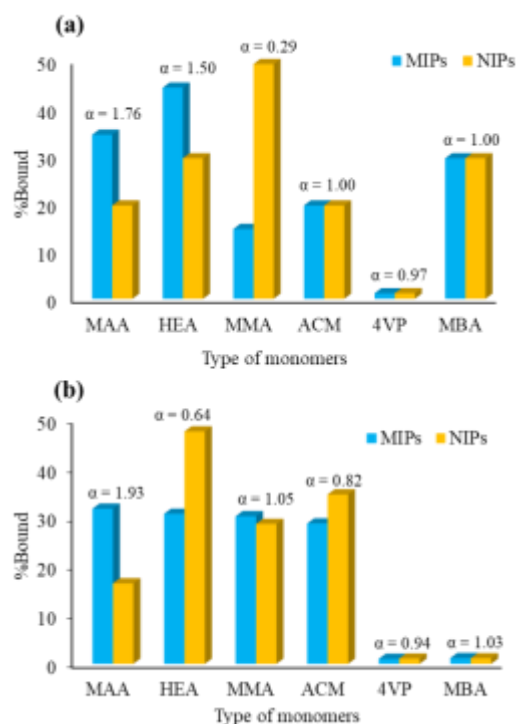 (a)
MIPs NIPs
%Bound
50
40
30
20
10
0
α = 1.76
α = 1.50
α = 0.29
α = 1.00
α = 0.97
α = 1.00
MAA HEA MMA ACM 4VP MBA
Type of monomers
(b)
MIPs NIPs
%Bound
50
40
30
20
10
0
α = 1.93
α = 0.64
α = 1.05
α = 0.82
α = 0.94
α = 1.03
MAA HEA MMA ACM 4VP MBA
Type of monomers